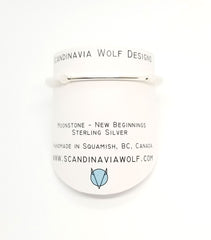 Scandinavia Wolf Designs
Moonstone - New Beginnings
Sterling Silver
Handmade in Squamish, BC, Canada
www.scandinaviawolf.com